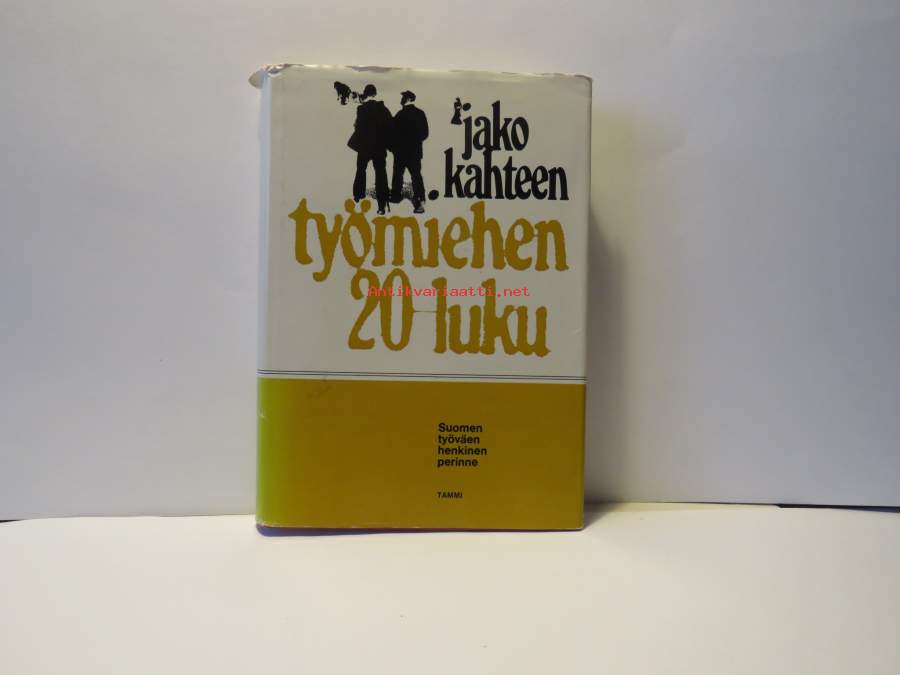 jako
kahteen
työmiehen
20-luku
Antikvariaatti.net
Suomen
työväen
henkinen
perinne
TAMMI